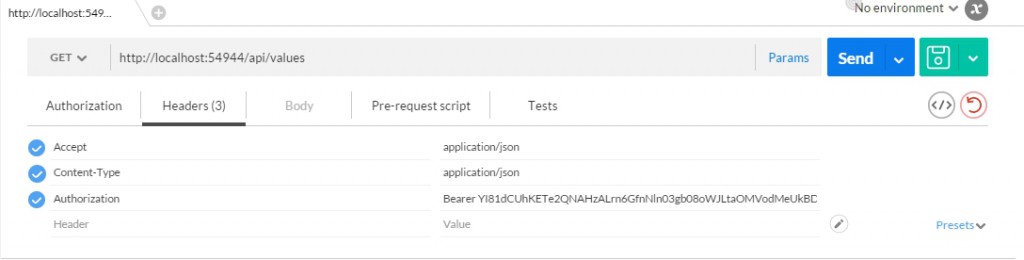 http://localhost:549...
No environment
GET http://localhost:54944/api/values Params Send
Authorization Headers (3) Body Pre-request script Tests
Accept application/json
Content-Type application/json
Authorization Bearer YI81dCUhKETe2QNAHzALrn6GfnNln03gb08oWJLtaOMVodMeUkBD
Header Value Presets